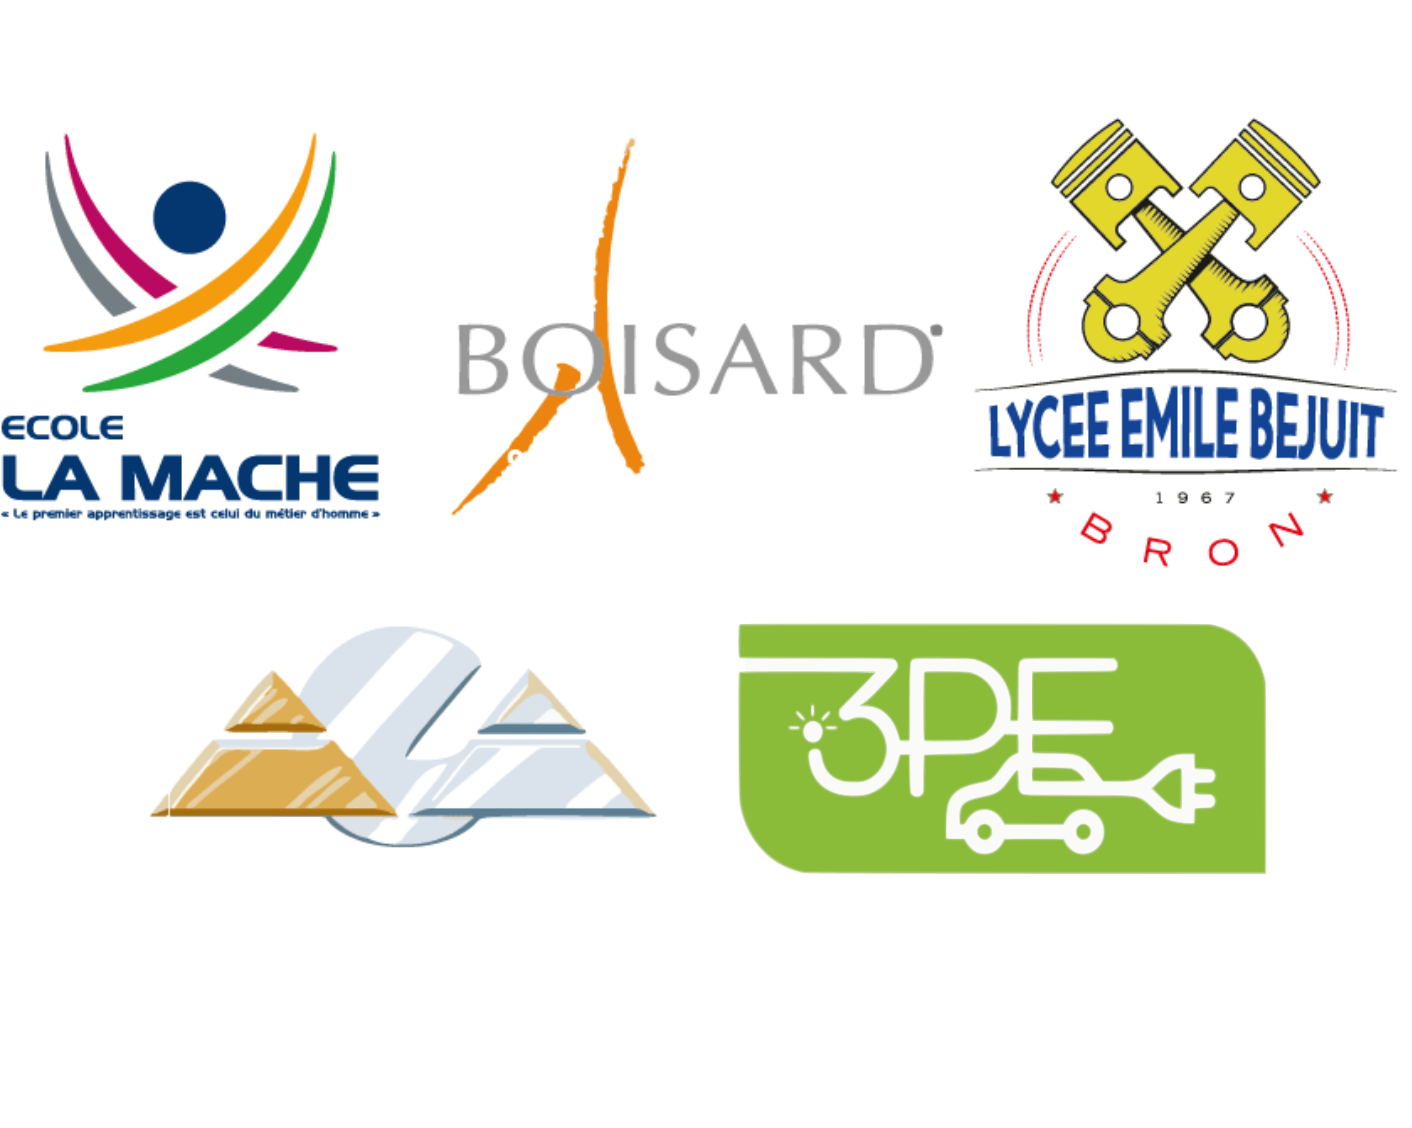 ECOLE
LA MACHE
« Le premier apprentissage est celui du métier d'homme »
BOISARD
LYCEE EMILE BEJUIT
1967
BRON
3PE